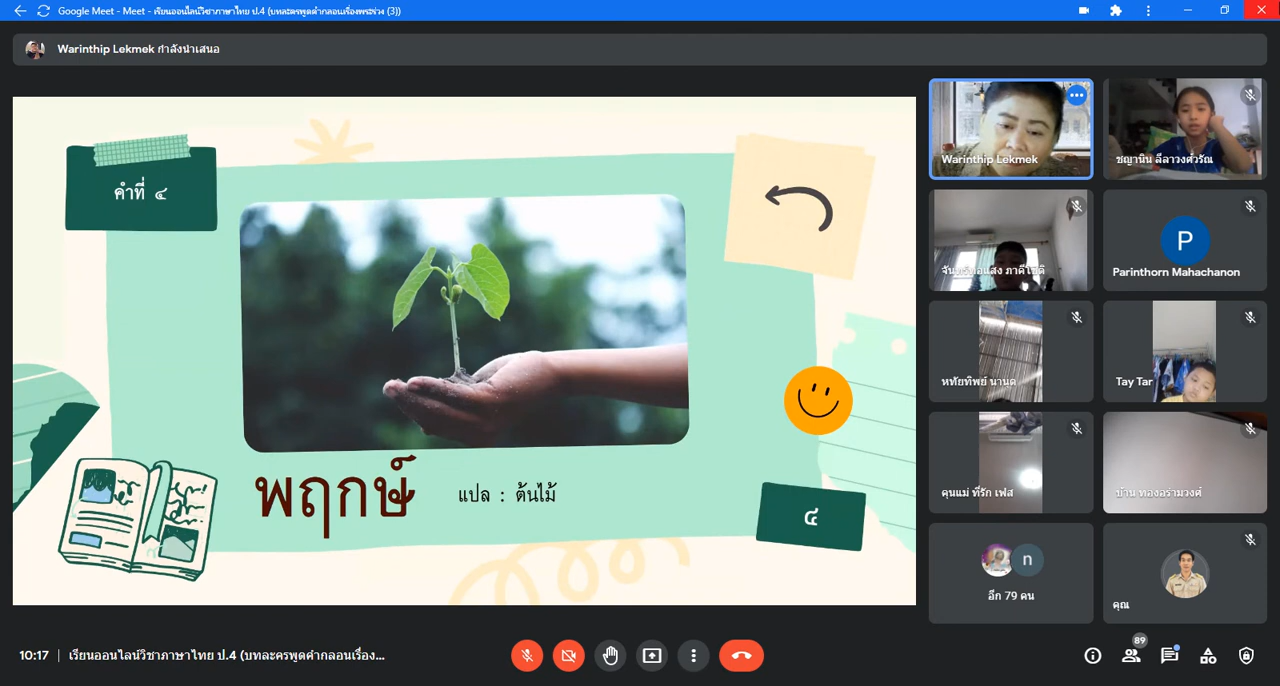 Google Meet - Meet - เรียนออนไลน์วิชาภาษาไทย ป.4 (บทละครพูดคำกลอนเรื่องพระร่วง (3))
Warinthip Lekmek กำลังนำเสนอ
คำที่ ๔
พฤกษ์
แปล : ต้นไม้
๔
Warinthip Lekmek
ชญานิน ลีลาวงศ์วรัณ
P
Parinthorn Mahachanon
หทัยทิพย์ นานด
Tay Tar
คุนแม่ ที่รัก เฟส
บ้าน ทองอร่ามวงศ์
n
อีก 79 คน
คุณ
10:17 | เรียนออนไลน์วิชาภาษาไทย ป.4 (บทละครพูดคำกลอนเรื่อง...
89